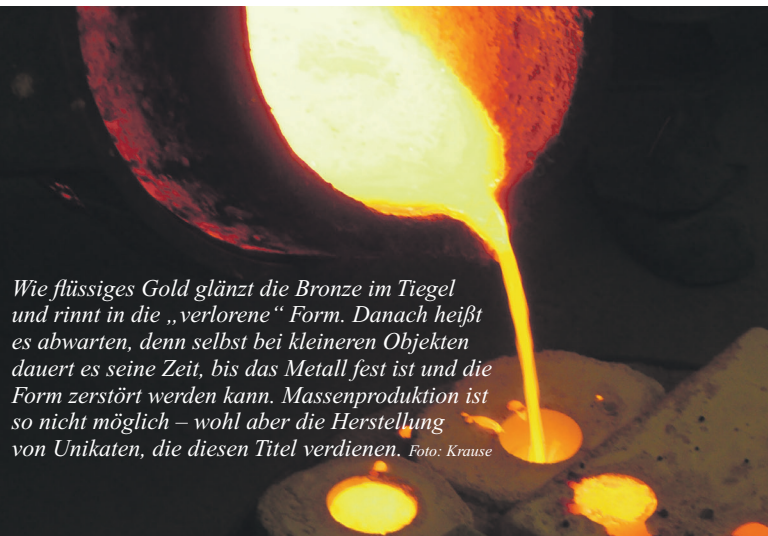 Wie flüssiges Gold glänzt die Bronze im Tiegel
und rinnt in die „verlorene“ Form. Danach heißt
es abwarten, denn selbst bei kleineren Objekten
dauert es seine Zeit, bis das Metall fest ist und die
Form zerstört werden kann. Massenproduktion ist
so nicht möglich – wohl aber die Herstellung
von Unikaten, die diesen Titel verdienen. Foto: Krause